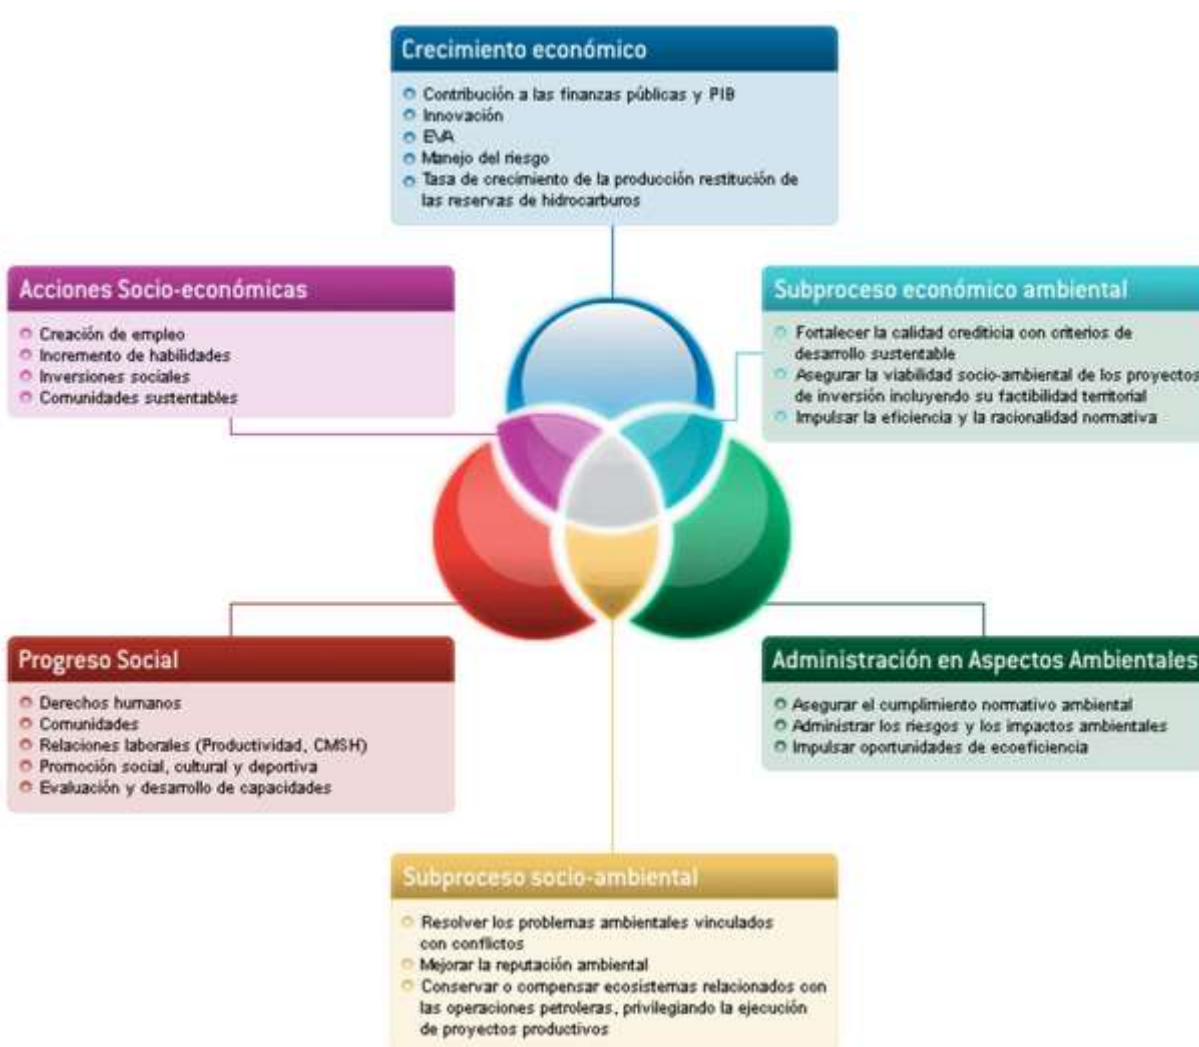 Crecimiento económico
Contribución a las finanzas públicas y PIB
Innovación
EVA
Manejo del riesgo
Tasa de crecimiento de la producción restitución de
las reservas de hidrocarburos
Acciones Socio-económicas
Creación de empleo
Incremento de habilidades
Inversiones sociales
Comunidades sustentables
Subproceso económico ambiental
Fortalecer la calidad crediticia con criterios de
desarrollo sustentable
Asegurar la viabilidad socio-ambiental de los proyectos
de inversión incluyendo su factibilidad territorial
Impulsar la eficiencia y la racionalidad normativa
Progreso Social
Derechos humanos
Comunidades
Relaciones laborales (Productividad, CMSH)
Promoción social, cultural y deportiva
Evaluación y desarrollo de capacidades
Administración en Aspectos Ambientales
Asegurar el cumplimiento normativo ambiental
Administrar los riesgos y los impactos ambientales
Impulsar oportunidades de ecoeficiencia
Subproceso socio-ambiental
Resolver los problemas ambientales vinculados
con conflictos
Mejorar la reputación ambiental
Conservar o compensar ecosistemas relacionados con
las operaciones petroleras, privilegiando la ejecución
de proyectos productivos